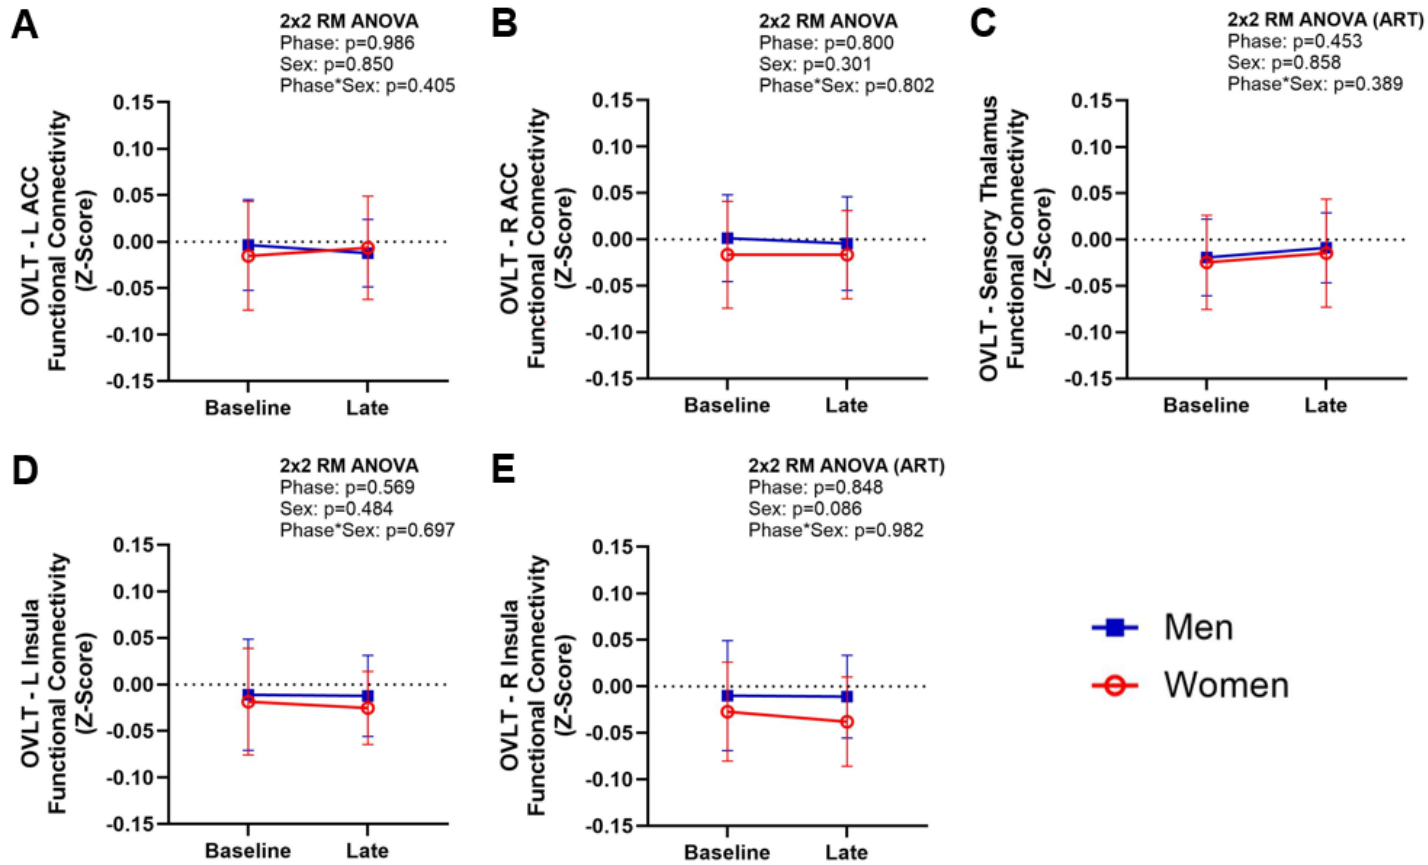 A
2x2 RM ANOVA
Phase: p=0.986
Sex: p=0.850
Phase*Sex: p=0.405
OVLT - L ACC
Functional Connectivity
(Z-Score)
0.15
0.10
0.05
0.00
-0.05
-0.10
-0.15
Baseline
Late
B
2x2 RM ANOVA
Phase: p=0.800
Sex: p=0.301
Phase*Sex: p=0.802
OVLT - R ACC
Functional Connectivity
(Z-Score)
0.15
0.10
0.05
0.00
-0.05
-0.10
-0.15
Baseline
Late
C
2x2 RM ANOVA (ART)
Phase: p=0.453
Sex: p=0.858
Phase*Sex: p=0.389
OVLT - Sensory Thalamus
Functional Connectivity
(Z-Score)
0.15
0.10
0.05
0.00
-0.05
-0.10
-0.15
Baseline
Late
D
2x2 RM ANOVA
Phase: p=0.569
Sex: p=0.484
Phase*Sex: p=0.697
OVLT - L Insula
Functional Connectivity
(Z-Score)
0.15
0.10
0.05
0.00
-0.05
-0.10
-0.15
Baseline
Late
E
2x2 RM ANOVA (ART)
Phase: p=0.848
Sex: p=0.086
Phase*Sex: p=0.982
OVLT - R Insula
Functional Connectivity
(Z-Score)
0.15
0.10
0.05
0.00
-0.05
-0.10
-0.15
Baseline
Late
Men
Women